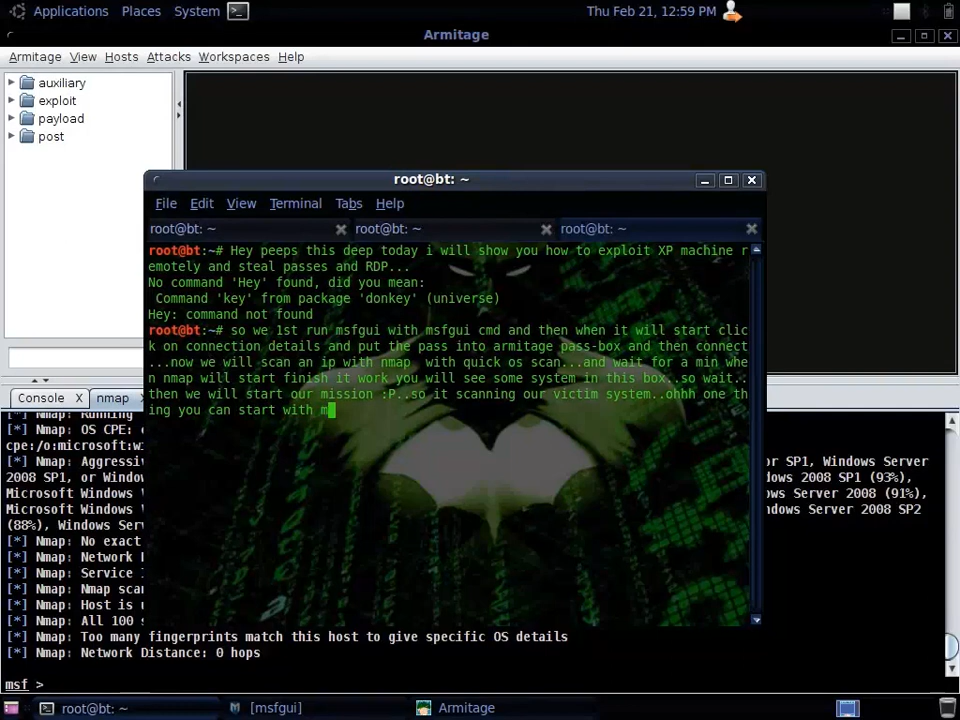 Applications Places System Thu Feb 21, 12:59 PM
Armitage
Armitage View Hosts Attacks Workspaces Help
auxiliary
exploit
payload
post
root@bt: ~
File Edit View Terminal Tabs Help
root@bt: ~ root@bt: ~ root@bt: ~
root@bt:~# Hey peeps this deep today i will show you how to exploit XP machine r
emotely and steal passes and RDP...
No command 'Hey' found, did you mean:
Command 'key' from package 'donkey' (universe)
Hey: command not found
root@bt:~# so we 1st run msfgui with msfgui cmd and then when it will start clic
k on connection details and put the pass into armitage pass-box and then connect
...now we will scan an ip with nmap  with quick os scan...and wait for a min whe
n nmap will start finish it work you will see some system in this box..so wait..
then we will start our mission :P..so it scanning our victim system..ohhh one th
ing you can start with m
Console X nmap
[*] Nmap: Running
[*] Nmap: OS CPE:
cpe:/o:microsoft:w
[*] Nmap: Aggressiv or SP1, Windows Server
2008 SP1, or Window 2008 SP1 (93%),
Microsoft Windows V ows Server 2008 (91%),
Microsoft Windows V ndows Server 2008 SP2
(88%), Windows Serv
[*] Nmap: No exact
[*] Nmap: Network
[*] Nmap: Service
[*] Nmap: Nmap scan
[*] Nmap: Host is
[*] Nmap: All 100
[*] Nmap: Too many fingerprints match this host to give specific OS details
[*] Nmap: Network Distance: 0 hops
msf >
root@bt: ~ [msfgui] Armitage